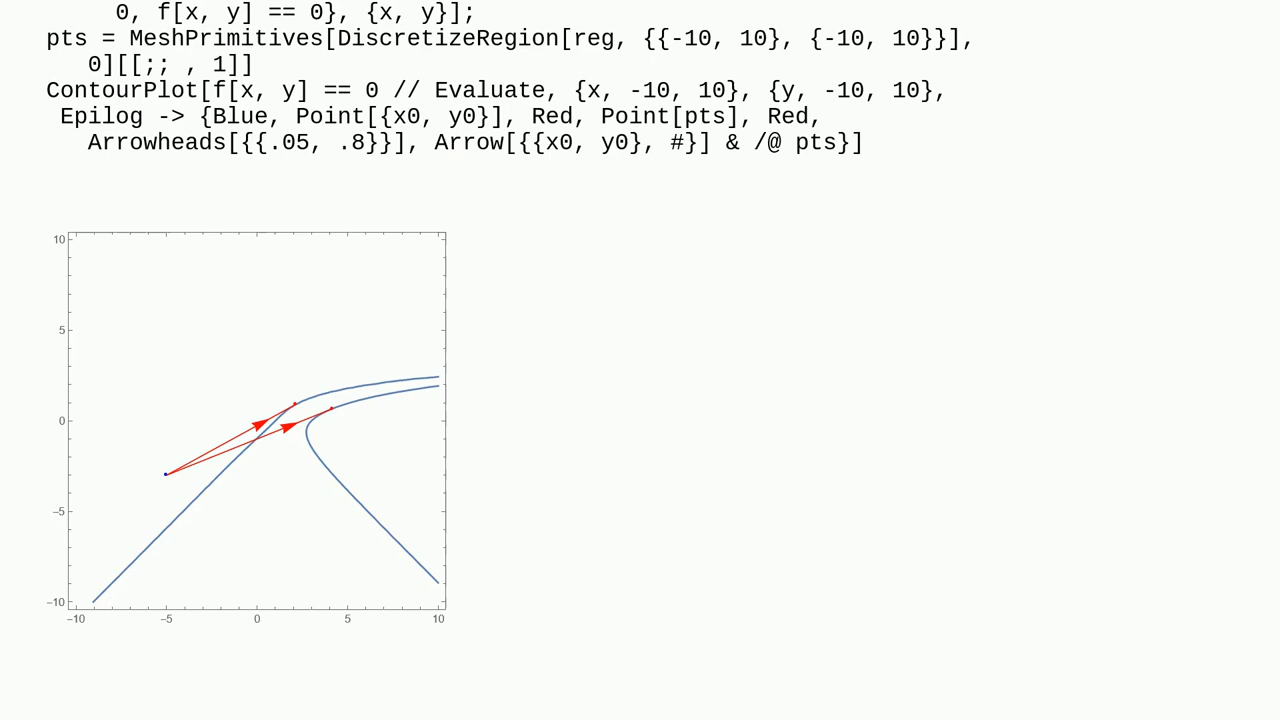 0, f[x, y] == 0}, {x, y}];
pts = MeshPrimitives[DiscretizeRegion[reg, {{-10, 10}, {-10, 10}}],
0][[;; , 1]]
ContourPlot[f[x, y] == 0 // Evaluate, {x, -10, 10}, {y, -10, 10},
Epilog -> {Blue, Point[{x0, y0}], Red, Point[pts], Red,
Arrowheads[{{.05, .8}}], Arrow[{{x0, y0}, #}] & /@ pts}]
10
5
0
−5
−10
−10 −5 0 5 10